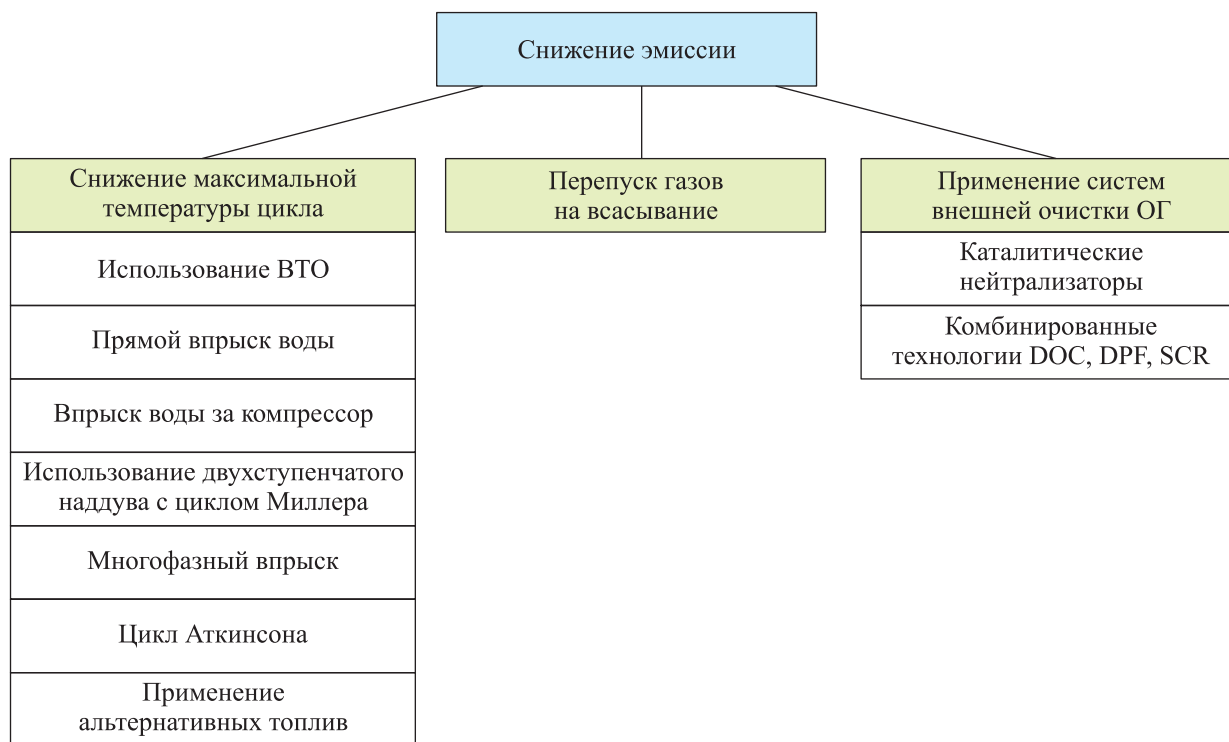 Снижение эмиссии
Снижение максимальной
температуры цикла
Использование ВТО
Прямой впрыск воды
Впрыск воды за компрессор
Использование двухступенчатого
наддува с циклом Миллера
Многофазный впрыск
Цикл Аткинсона
Применение
альтернативных топлив
Перепуск газов
на всасывание
Применение систем
внешней очистки ОГ
Каталитические
нейтрализаторы
Комбинированные
технологии DOC, DPF, SCR